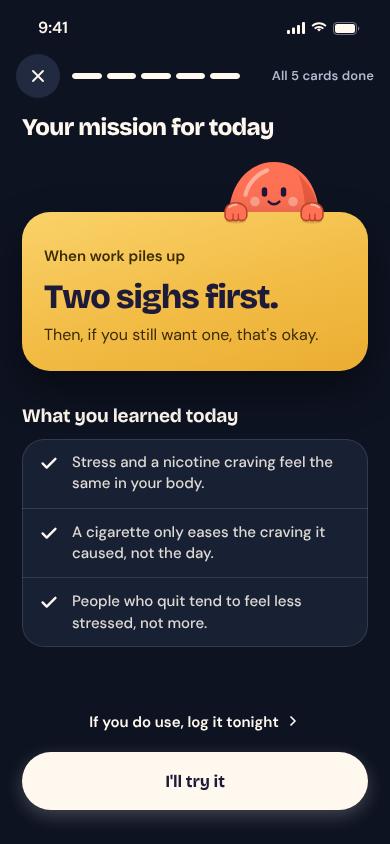 9:41
All 5 cards done
Your mission for today
When work piles up
Two sighs first.
Then, if you still want one, that's okay.
What you learned today
Stress and a nicotine craving feel the
same in your body.
A cigarette only eases the craving it
caused, not the day.
People who quit tend to feel less
stressed, not more.
If you do use, log it tonight
I'll try it